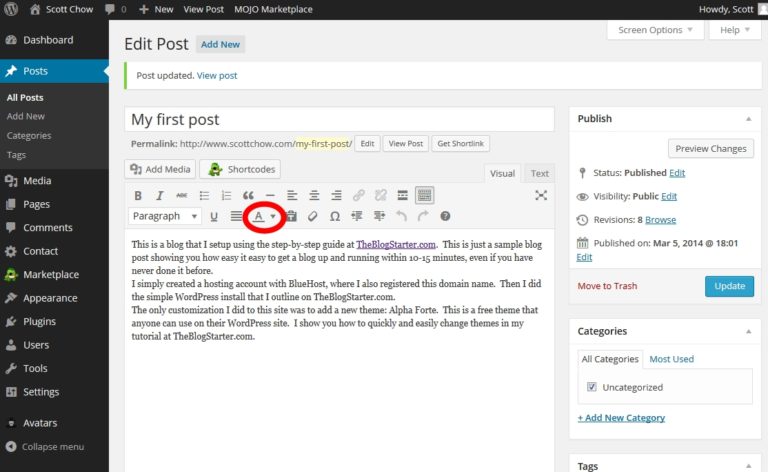 Scott Chow 0 + New View Post MOJO Marketplace Howdy, Scott
Dashboard
Posts
All Posts
Add New
Categories
Tags
Media
Pages
Comments
Contact
Marketplace
Appearance
Plugins
Users
Tools
Settings
Avatars
Collapse menu
Screen Options Help
Edit Post Add New
Post updated. View post
My first post
Permalink: http://www.scottchow.com/my-first-post/ Edit View Post Get Shortlink
Add Media Shortcodes Visual Text
B I ABC
Paragraph U A Ω ?
This is a blog that I setup using the step-by-step guide at TheBlogStarter.com. This is just a sample blog
post showing you how easy it easy to get a blog up and running within 10-15 minutes, even if you have
never done it before.
I simply created a hosting account with BlueHost, where I also registered this domain name. Then I did
the simple WordPress install that I outline on TheBlogStarter.com.
The only customization I did to this site was to add a new theme: Alpha Forte. This is a free theme that
anyone can use on their WordPress site. I show you how to quickly and easily change themes in my
tutorial at TheBlogStarter.com.
Publish
Preview Changes
Status: Published Edit
Visibility: Public Edit
Revisions: 8 Browse
Published on: Mar 5, 2014 @ 18:01
Edit
Move to Trash Update
Categories
All Categories Most Used
Uncategorized
+ Add New Category
Tags